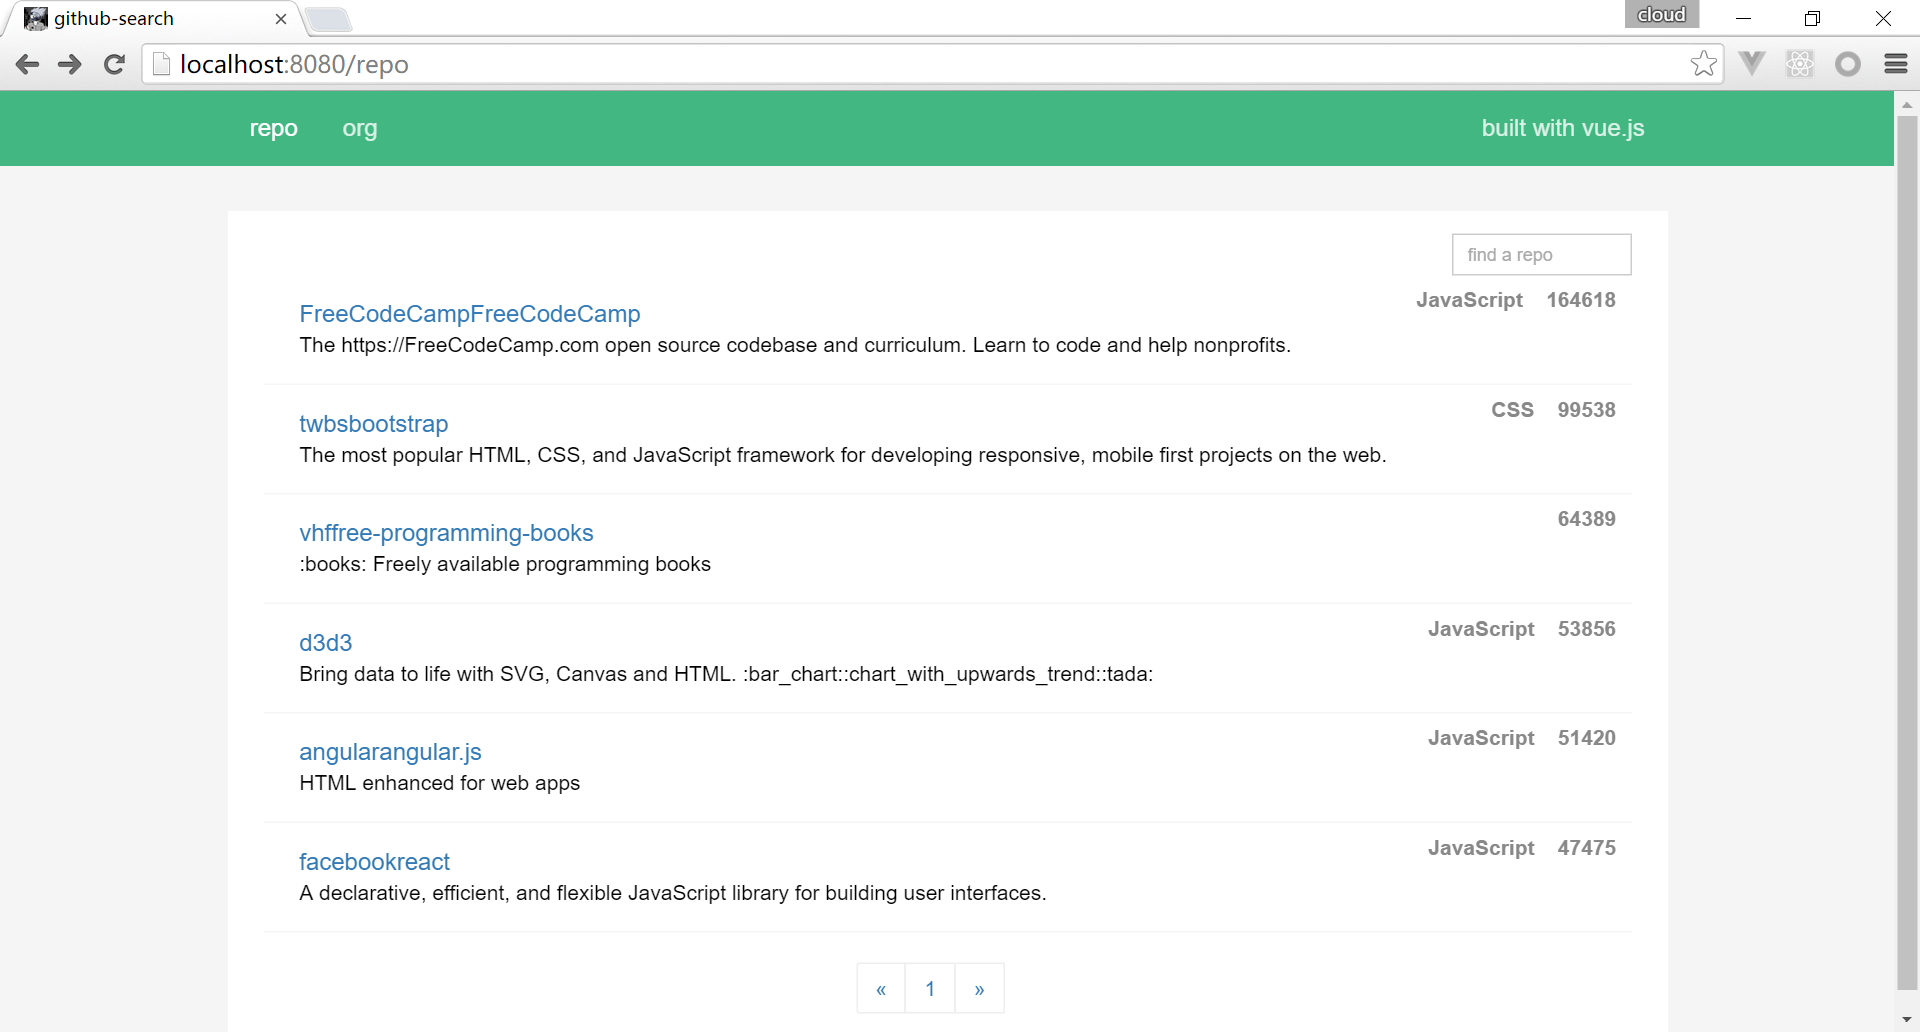 github-search
cloud
localhost:8080/repo
repo org built with vue.js
find a repo
FreeCodeCampFreeCodeCamp JavaScript 164618
The https://FreeCodeCamp.com open source codebase and curriculum. Learn to code and help nonprofits.
twbsbootstrap CSS 99538
The most popular HTML, CSS, and JavaScript framework for developing responsive, mobile first projects on the web.
vhffree-programming-books 64389
:books: Freely available programming books
d3d3 JavaScript 53856
Bring data to life with SVG, Canvas and HTML. :bar_chart::chart_with_upwards_trend::tada:
angularangular.js JavaScript 51420
HTML enhanced for web apps
facebookreact JavaScript 47475
A declarative, efficient, and flexible JavaScript library for building user interfaces.
« 1 »